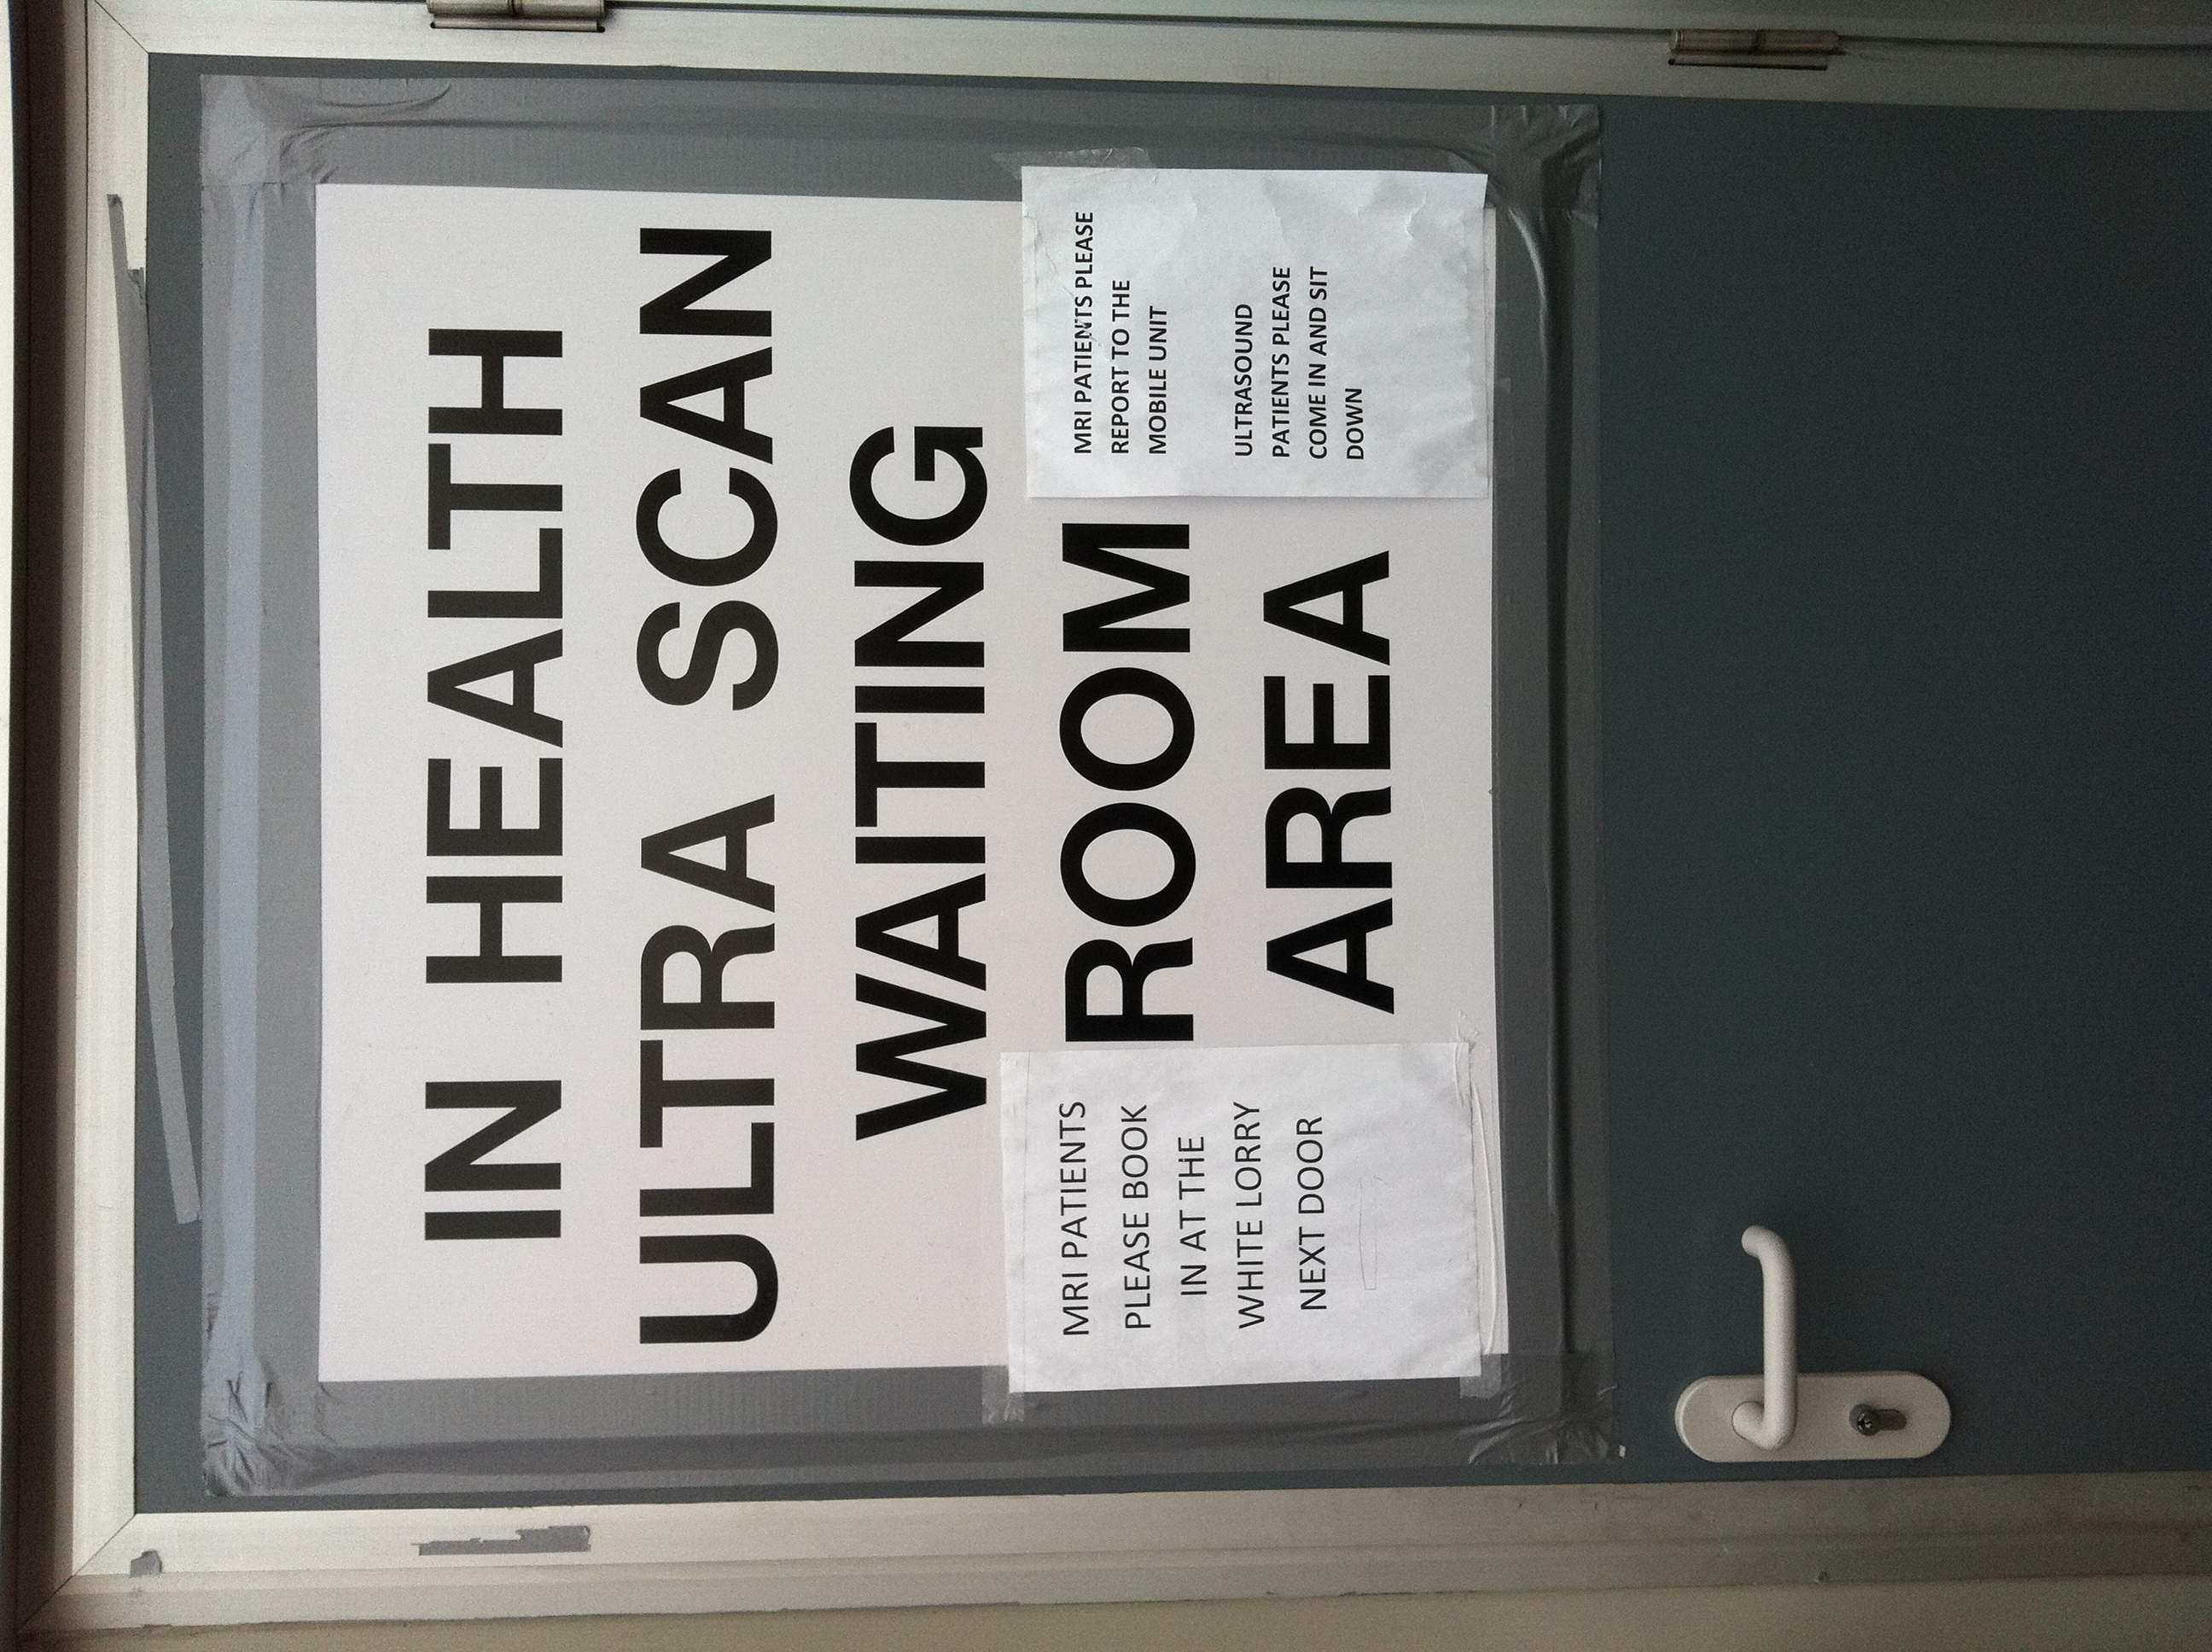 IN HEALTH
ULTRA SCAN
WAITING
ROOM
AREA
MRI PATIENTS
PLEASE BOOK
IN AT THE
WHITE LORRY
NEXT DOOR
MRI PATIENTS PLEASE
REPORT TO THE
MOBILE UNIT
ULTRASOUND
PATIENTS PLEASE
COME IN AND SIT
DOWN